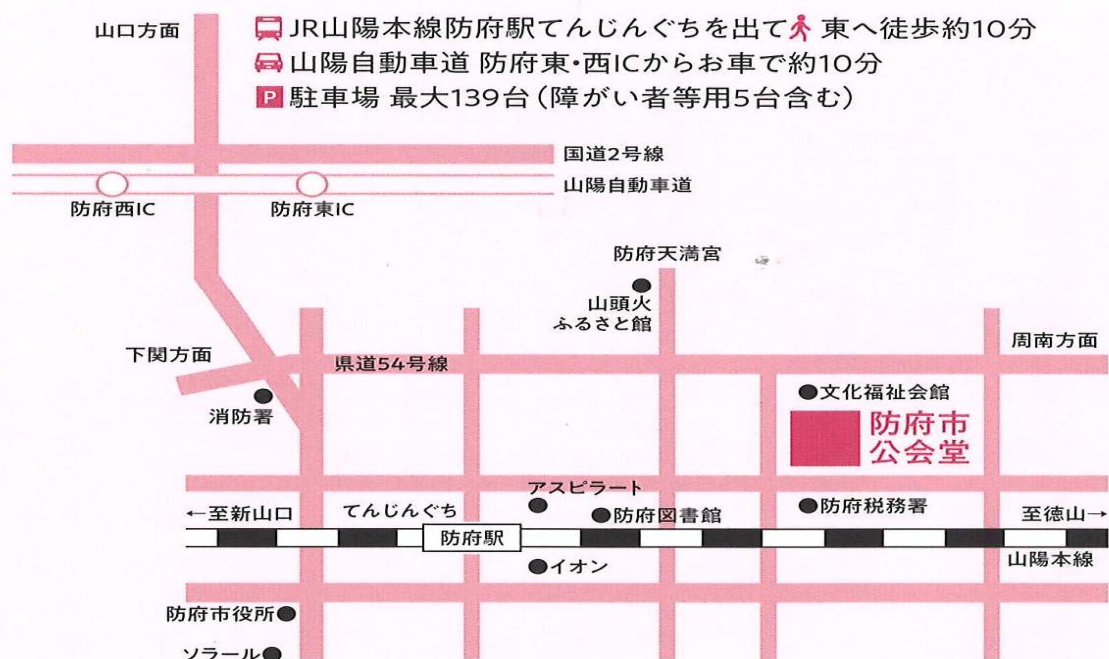 山口方面
JR山陽本線防府駅てんじんぐちを出て 東へ徒歩約10分
山陽自動車道 防府東・西ICからお車で約10分
P 駐車場 最大139台(障がい者等用5台含む)
国道2号線
山陽自動車道
防府西IC
防府東IC
防府天満宮
山頭火
ふるさと館
下関方面
県道54号線
周南方面
消防署
文化福祉会館
防府市
公会堂
アスピラート
←至新山口
てんじんぐち
防府図書館
防府税務署
至徳山→
防府駅
山陽本線
イオン
防府市役所
ソラール